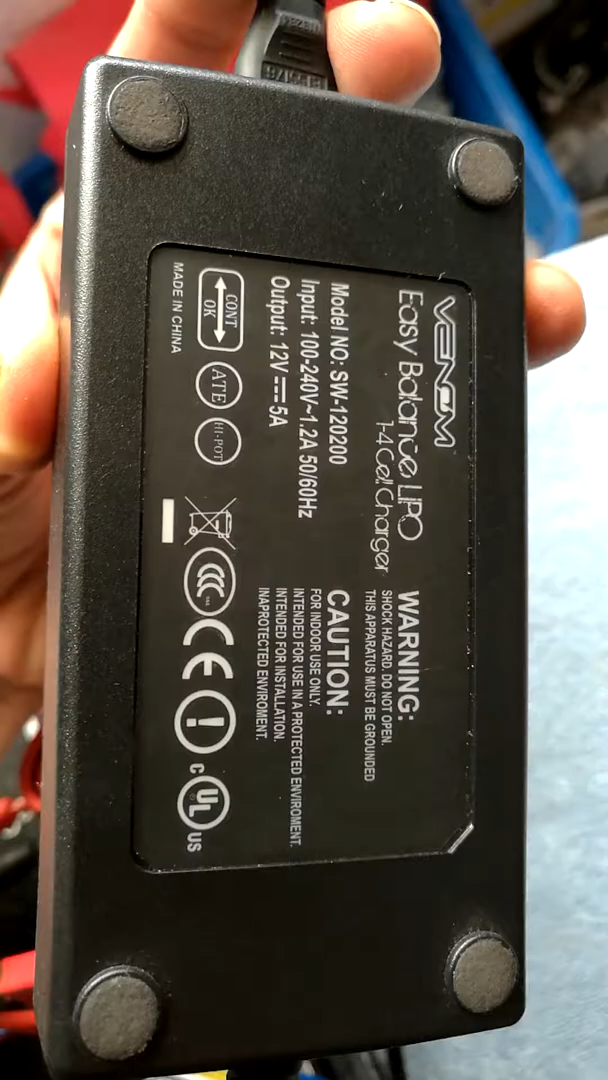 VENOM
Easy Balance LiPO
1-4 Cell Charger
Model NO: SW-120200
Input: 100-240V~1.2A 50/60Hz
Output: 12V 5A
CONT
OK
ATE
HI-POT
MADE IN CHINA
WARNING:
SHOCK HAZARD. DO NOT OPEN.
THIS APPARATUS MUST BE GROUNDED
CAUTION:
FOR INDOOR USE ONLY.
INTENDED FOR USE IN A PROTECTED ENVIROMENT.
INTENDED FOR INSTALLATION.
INAPROTECTED ENVIROMENT.
CCC
CE
C UL US